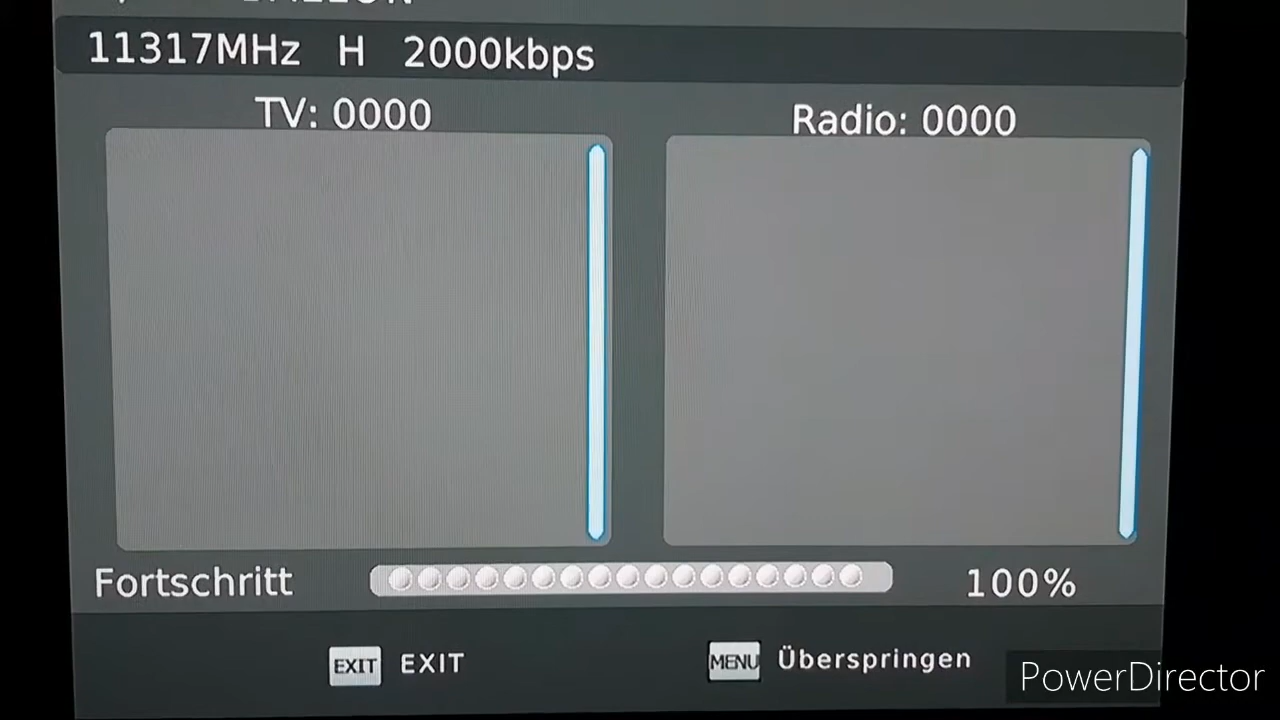 11317MHz H 2000kbps
TV: 0000
Radio: 0000
Fortschritt 100%
EXIT EXIT MENU Überspringen
PowerDirector